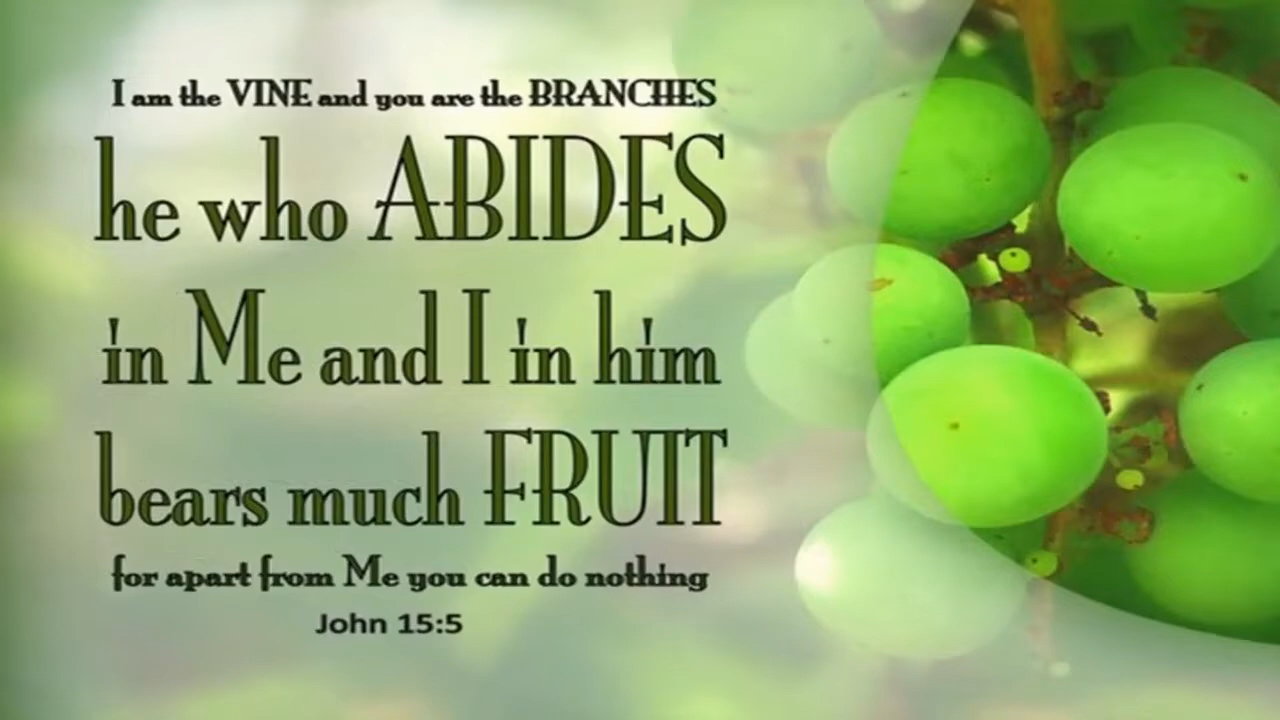 I am the VINE and you are the BRANCHES
he who ABIDES
in Me and I in him
bears much FRUIT
for apart from Me you can do nothing
John 15:5